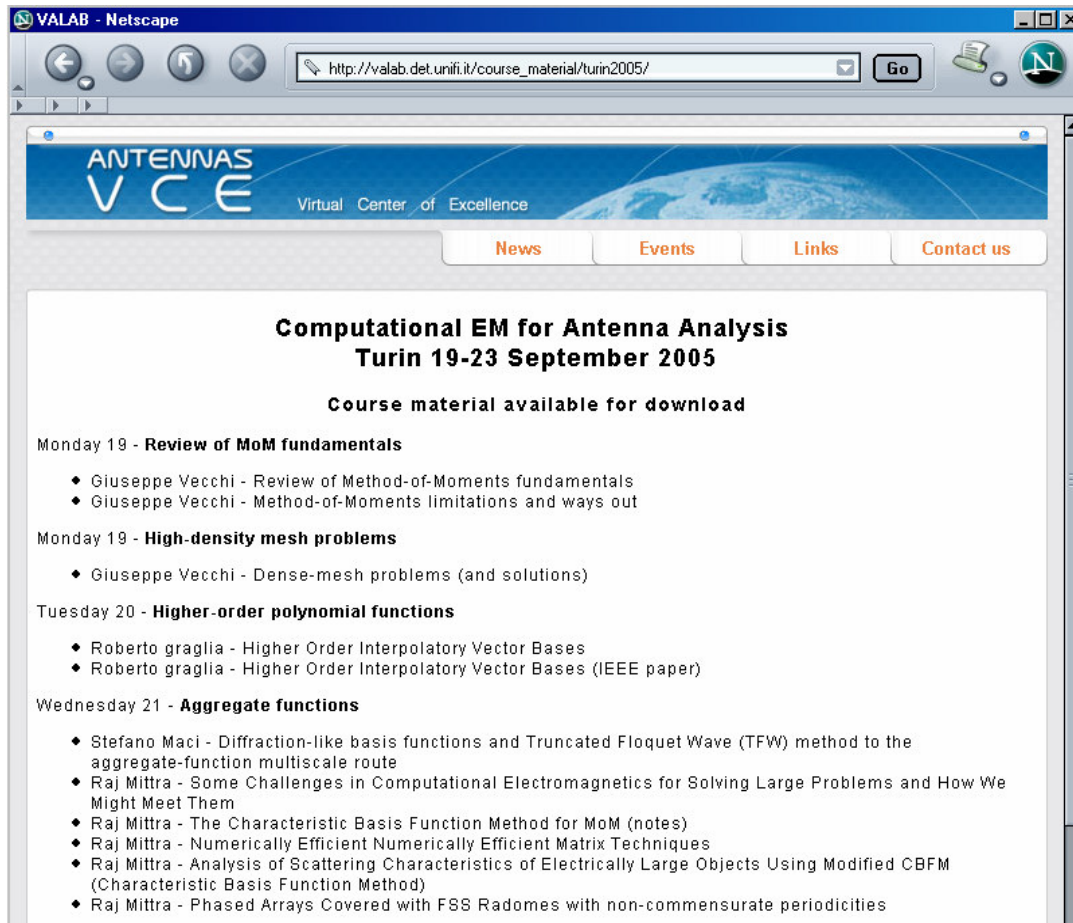 VALAB - Netscape
http://valab.det.unifi.it/course_material/turin2005/
Go
N
ANTENNAS
VCE
Virtual Center of Excellence
News Events Links Contact us
Computational EM for Antenna Analysis
Turin 19-23 September 2005
Course material available for download
Monday 19 - Review of MoM fundamentals
Giuseppe Vecchi - Review of Method-of-Moments fundamentals
Giuseppe Vecchi - Method-of-Moments limitations and ways out
Monday 19 - High-density mesh problems
Giuseppe Vecchi - Dense-mesh problems (and solutions)
Tuesday 20 - Higher-order polynomial functions
Roberto graglia - Higher Order Interpolatory Vector Bases
Roberto graglia - Higher Order Interpolatory Vector Bases (IEEE paper)
Wednesday 21 - Aggregate functions
Stefano Maci - Diffraction-like basis functions and Truncated Floquet Wave (TFW) method to the
aggregate-function multiscale route
Raj Mittra - Some Challenges in Computational Electromagnetics for Solving Large Problems and How We
Might Meet Them
Raj Mittra - The Characteristic Basis Function Method for MoM (notes)
Raj Mittra - Numerically Efficient Numerically Efficient Matrix Techniques
Raj Mittra - Analysis of Scattering Characteristics of Electrically Large Objects Using Modified CBFM
(Characteristic Basis Function Method)
Raj Mittra - Phased Arrays Covered with FSS Radomes with non-commensurate periodicities